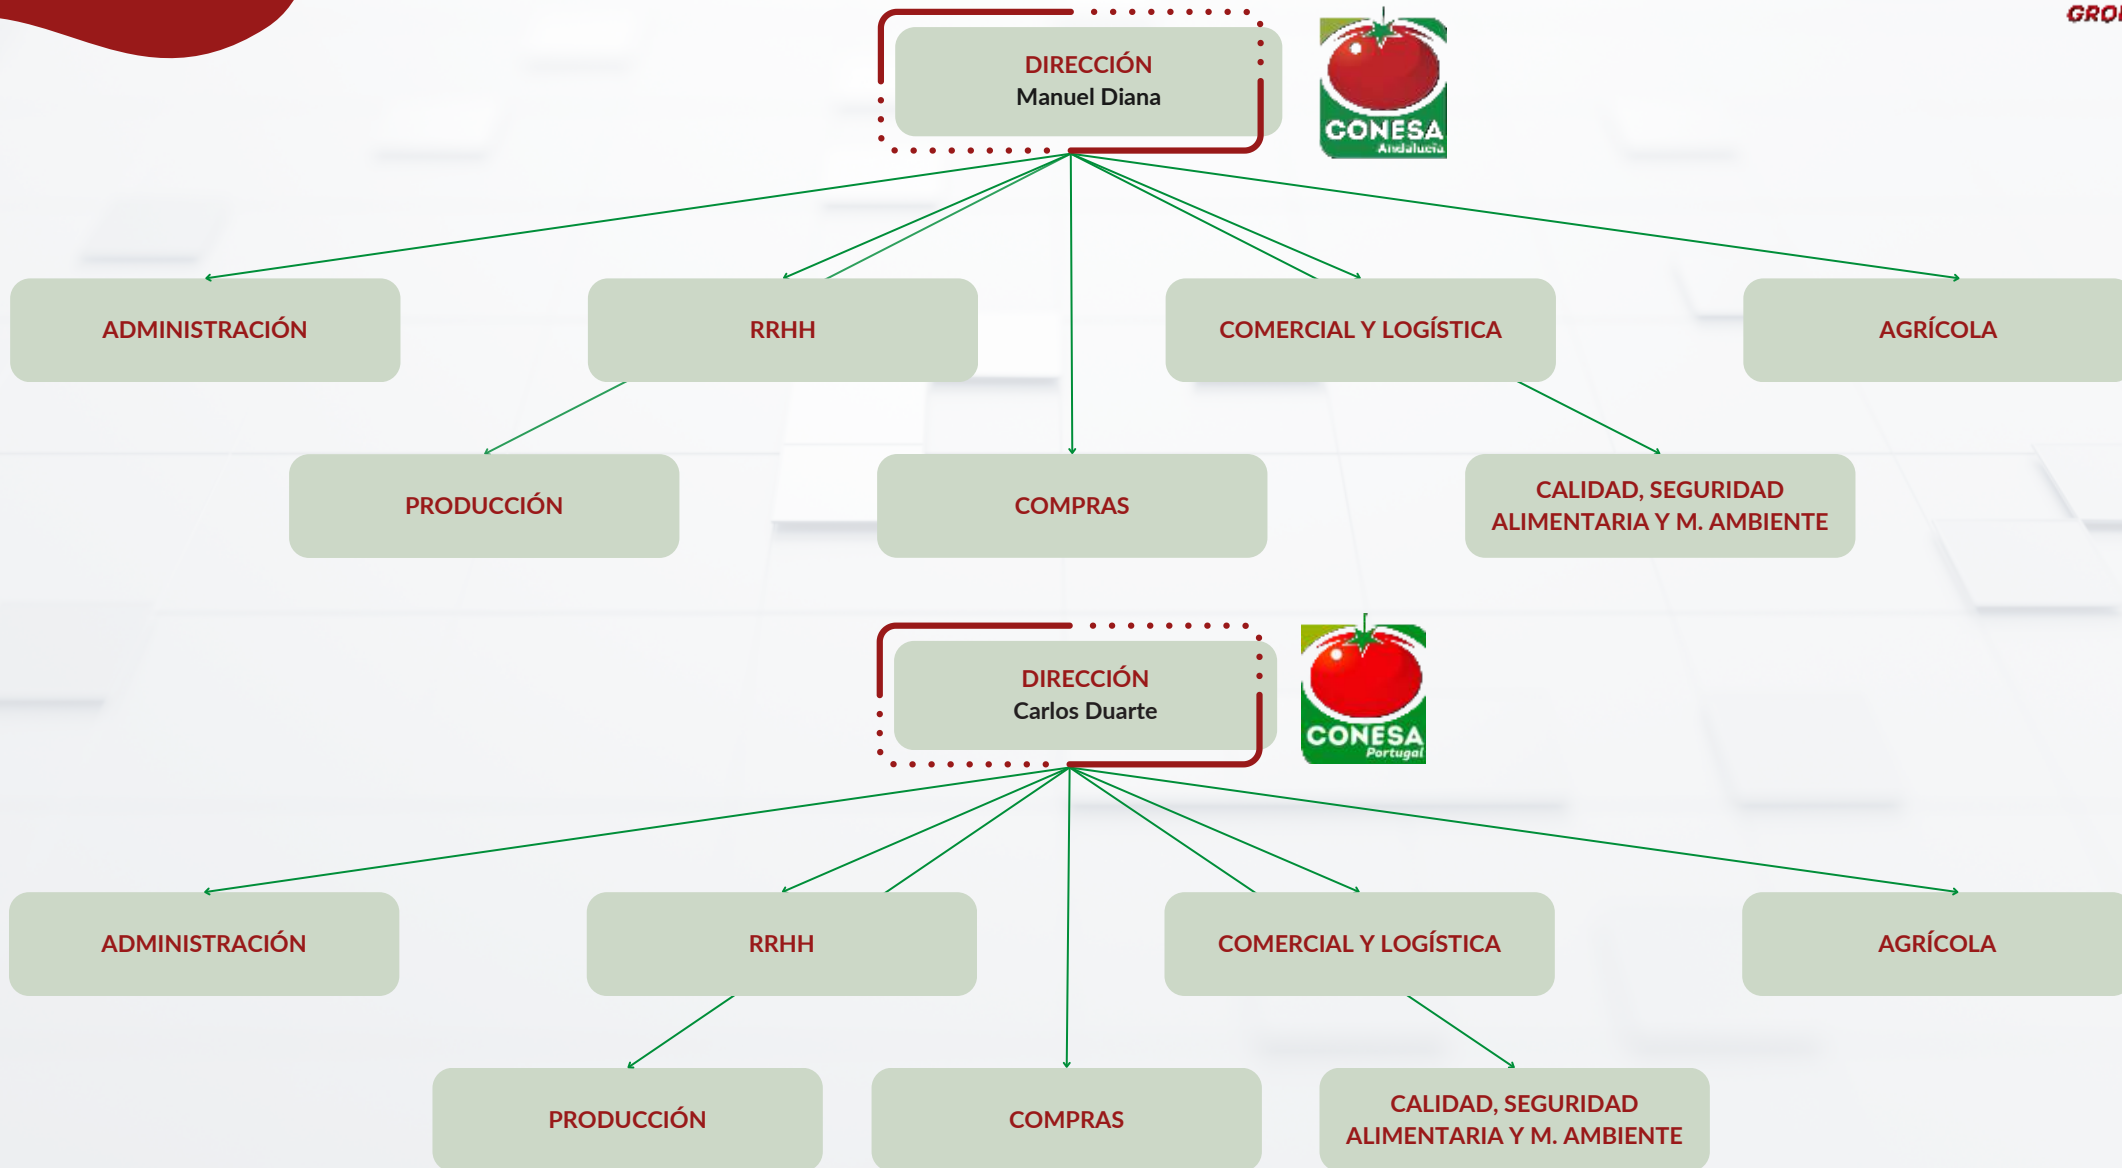 DIRECCIÓN
Manuel Diana
CONESA
Andalucía
ADMINISTRACIÓN
RRHH
COMERCIAL Y LOGÍSTICA
AGRÍCOLA
PRODUCCIÓN
COMPRAS
CALIDAD, SEGURIDAD
ALIMENTARIA Y M. AMBIENTE
DIRECCIÓN
Carlos Duarte
CONESA
Portugal
ADMINISTRACIÓN
RRHH
COMERCIAL Y LOGÍSTICA
AGRÍCOLA
PRODUCCIÓN
COMPRAS
CALIDAD, SEGURIDAD
ALIMENTARIA Y M. AMBIENTE